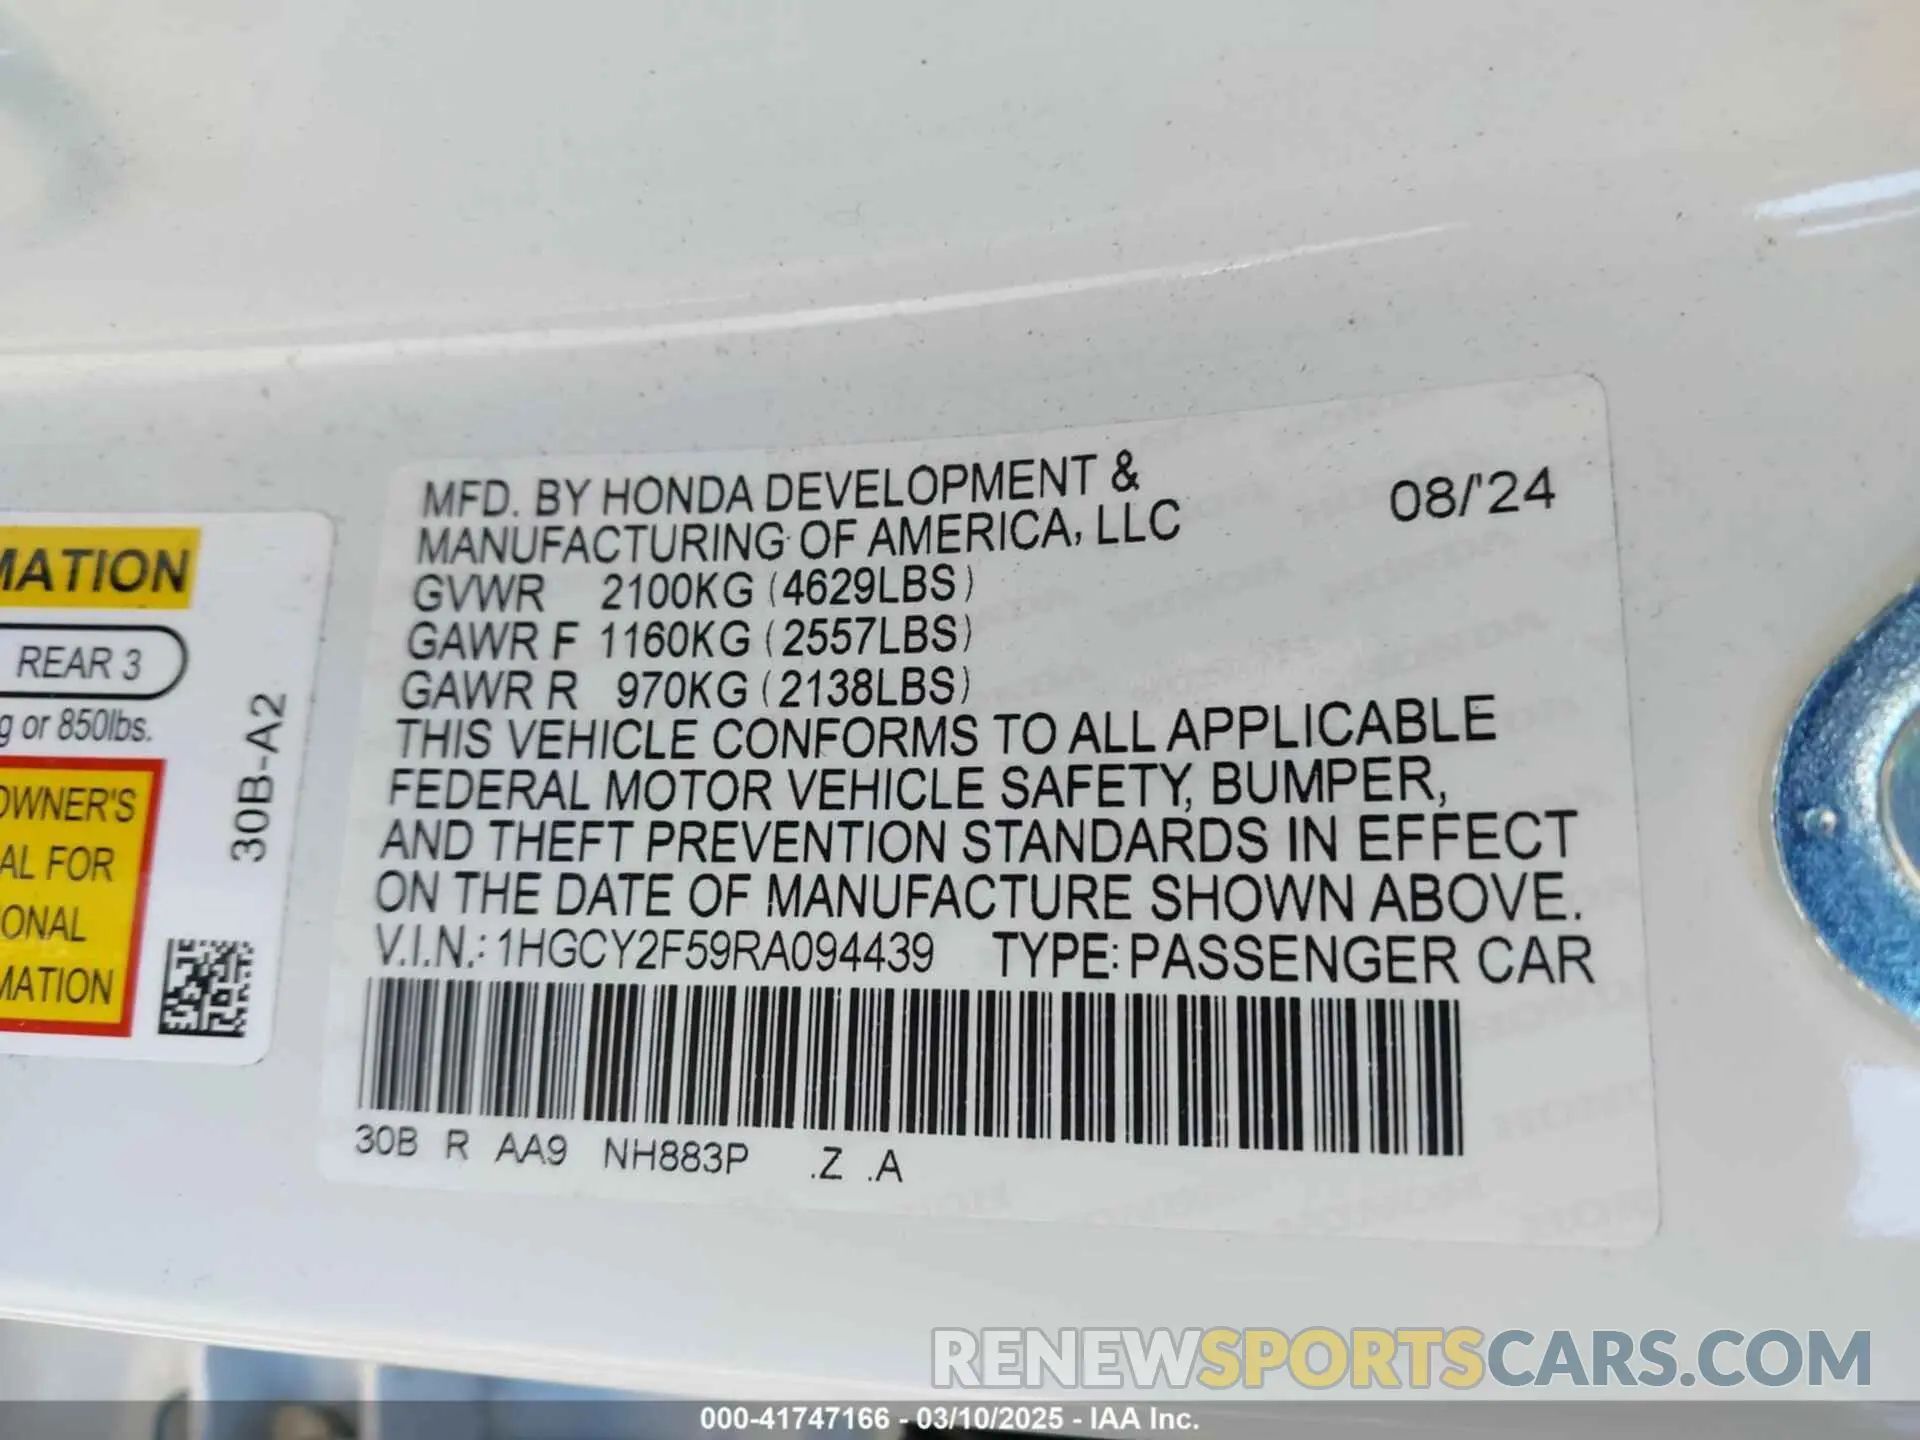 MATION
REAR 3
g or 850lbs.
OWNER'S
AL FOR
IONAL
MATION
30B-A2
MFD. BY HONDA DEVELOPMENT &
MANUFACTURING OF AMERICA, LLC
08/'24
GVWR 2100KG (4629LBS)
GAWR F 1160KG (2557LBS)
GAWR R 970KG (2138LBS)
THIS VEHICLE CONFORMS TO ALL APPLICABLE
FEDERAL MOTOR VEHICLE SAFETY, BUMPER,
AND THEFT PREVENTION STANDARDS IN EFFECT
ON THE DATE OF MANUFACTURE SHOWN ABOVE.
V.I.N.: 1HGCY2F59RA094439 TYPE: PASSENGER CAR
30B R AA9 NH883P .Z .A
RENEWSPORTSCARS.COM
000-41747166 - 03/10/2025 - IAA Inc.